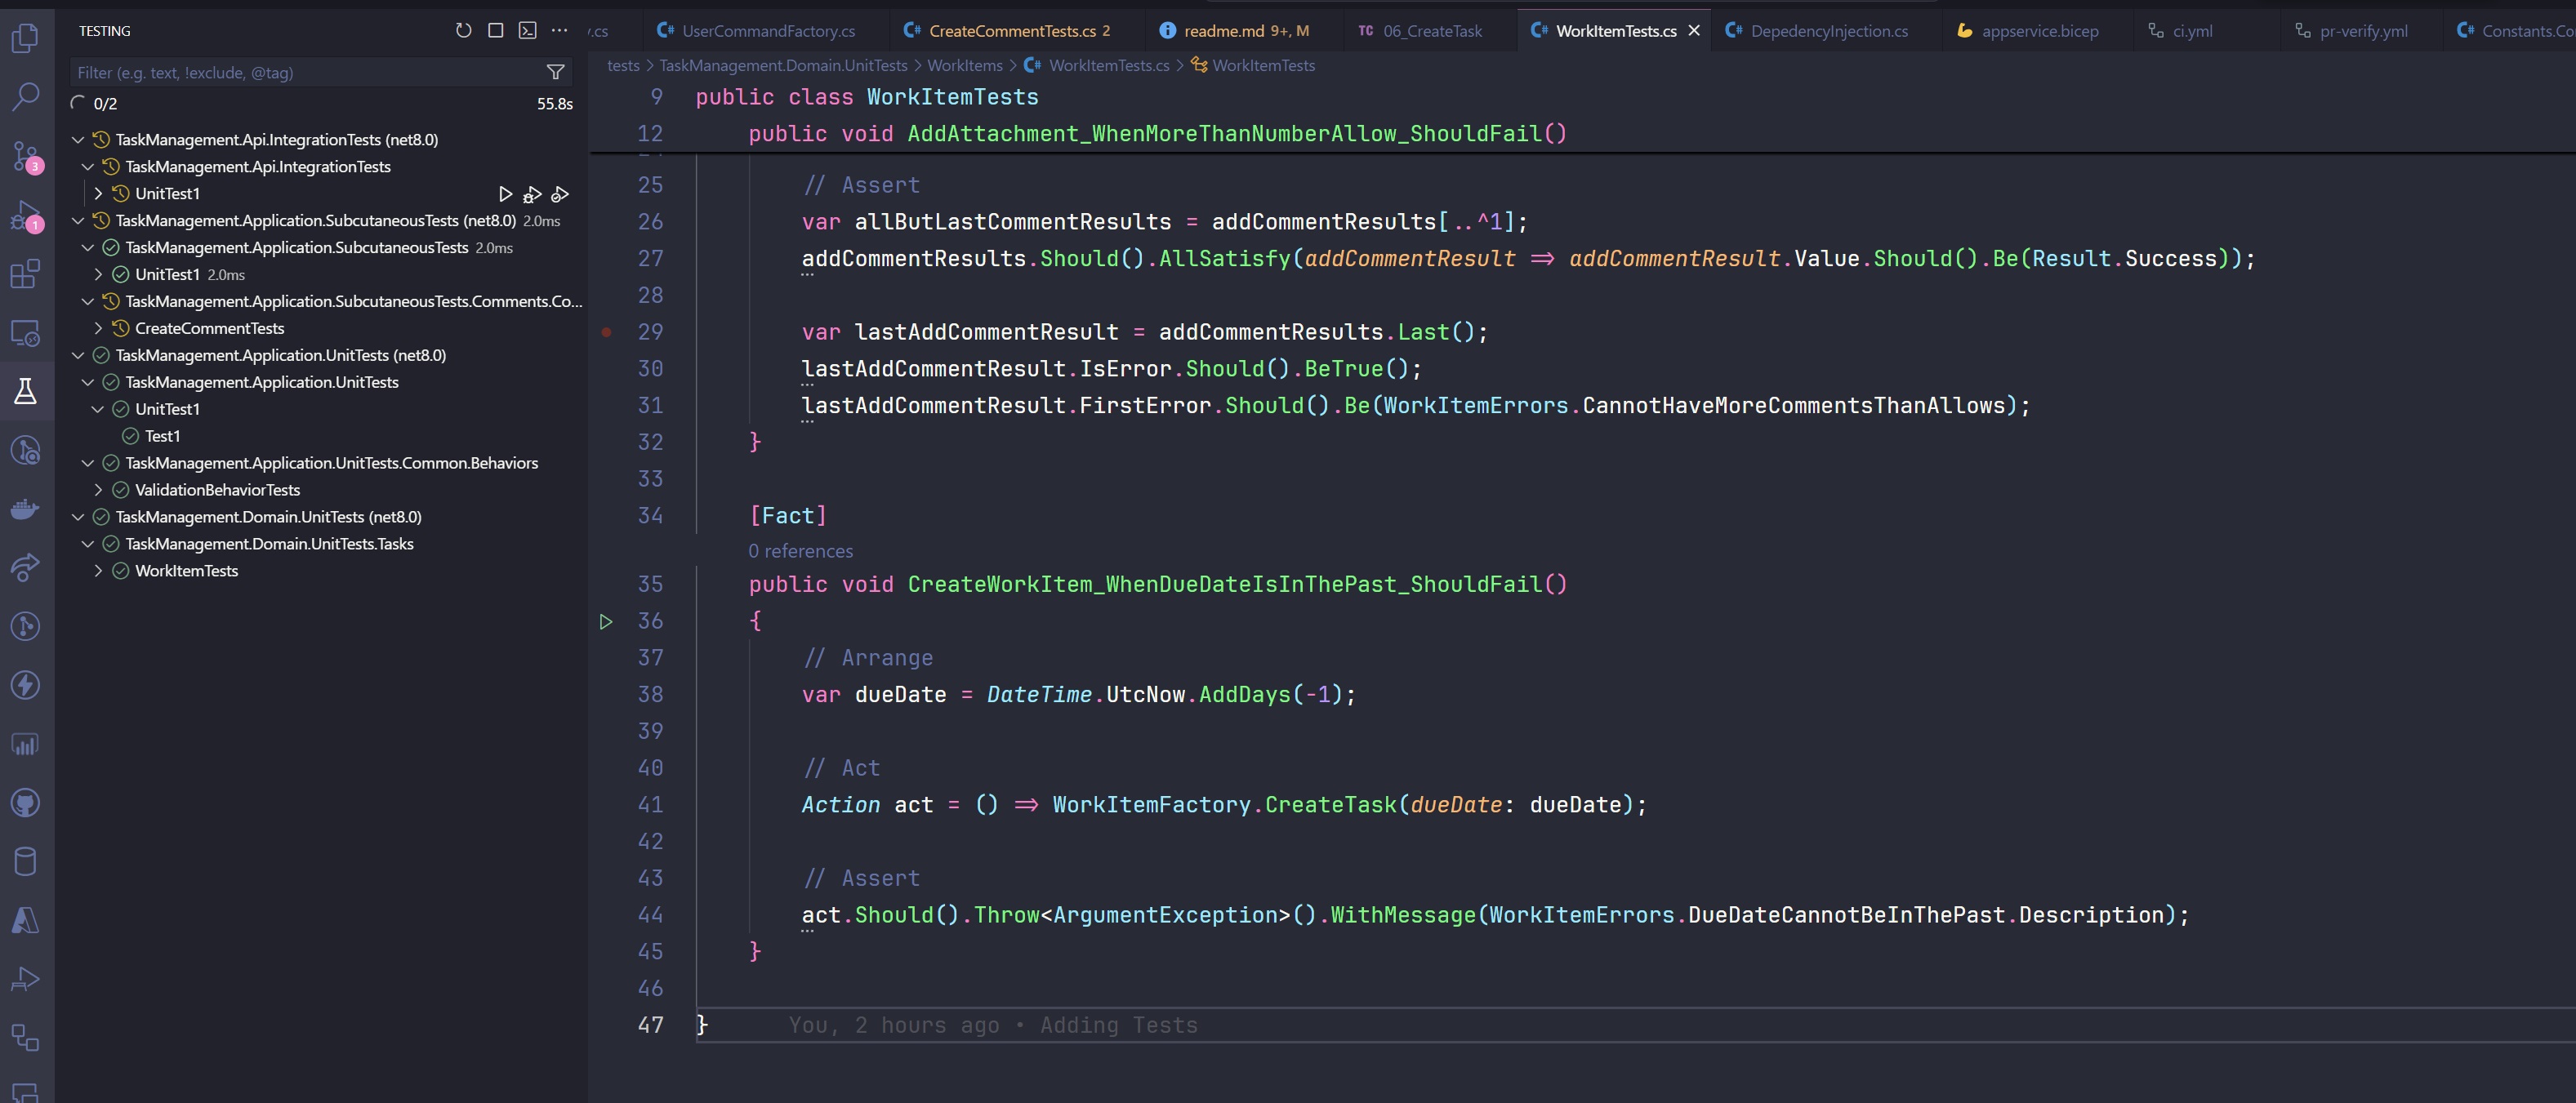 TESTING
Filter (e.g. text, !exclude, @tag)
0/2 55.8s
TaskManagement.Api.IntegrationTests (net8.0)
TaskManagement.Api.IntegrationTests
UnitTest1
TaskManagement.Application.SubcutaneousTests (net8.0) 2.0ms
TaskManagement.Application.SubcutaneousTests 2.0ms
UnitTest1 2.0ms
TaskManagement.Application.SubcutaneousTests.Comments.Co...
CreateCommentTests
TaskManagement.Application.UnitTests (net8.0)
TaskManagement.Application.UnitTests
UnitTest1
Test1
TaskManagement.Application.UnitTests.Common.Behaviors
ValidationBehaviorTests
TaskManagement.Domain.UnitTests (net8.0)
TaskManagement.Domain.UnitTests.Tasks
WorkItemTests
3
1
.cs UserCommandFactory.cs CreateCommentTests.cs 2 readme.md 9+, M TC 06_CreateTask WorkItemTests.cs DepedencyInjection.cs appservice.bicep ci.yml pr-verify.yml Constants.Co
tests > TaskManagement.Domain.UnitTests > WorkItems > WorkItemTests.cs > WorkItemTests
9 public class WorkItemTests
12 public void AddAttachment_WhenMoreThanNumberAllow_ShouldFail()
25 // Assert
26 var allButLastCommentResults = addCommentResults[..^1];
27 addCommentResults.Should().AllSatisfy(addCommentResult => addCommentResult.Value.Should().Be(Result.Success));
28
29 var lastAddCommentResult = addCommentResults.Last();
30 lastAddCommentResult.IsError.Should().BeTrue();
31 lastAddCommentResult.FirstError.Should().Be(WorkItemErrors.CannotHaveMoreCommentsThanAllows);
32 }
33
34 [Fact]
0 references
35 public void CreateWorkItem_WhenDueDateIsInThePast_ShouldFail()
36 {
37 // Arrange
38 var dueDate = DateTime.UtcNow.AddDays(-1);
39
40 // Act
41 Action act = () => WorkItemFactory.CreateTask(dueDate: dueDate);
42
43 // Assert
44 act.Should().Throw<ArgumentException>().WithMessage(WorkItemErrors.DueDateCannotBeInThePast.Description);
45 }
46
47 } You, 2 hours ago • Adding Tests